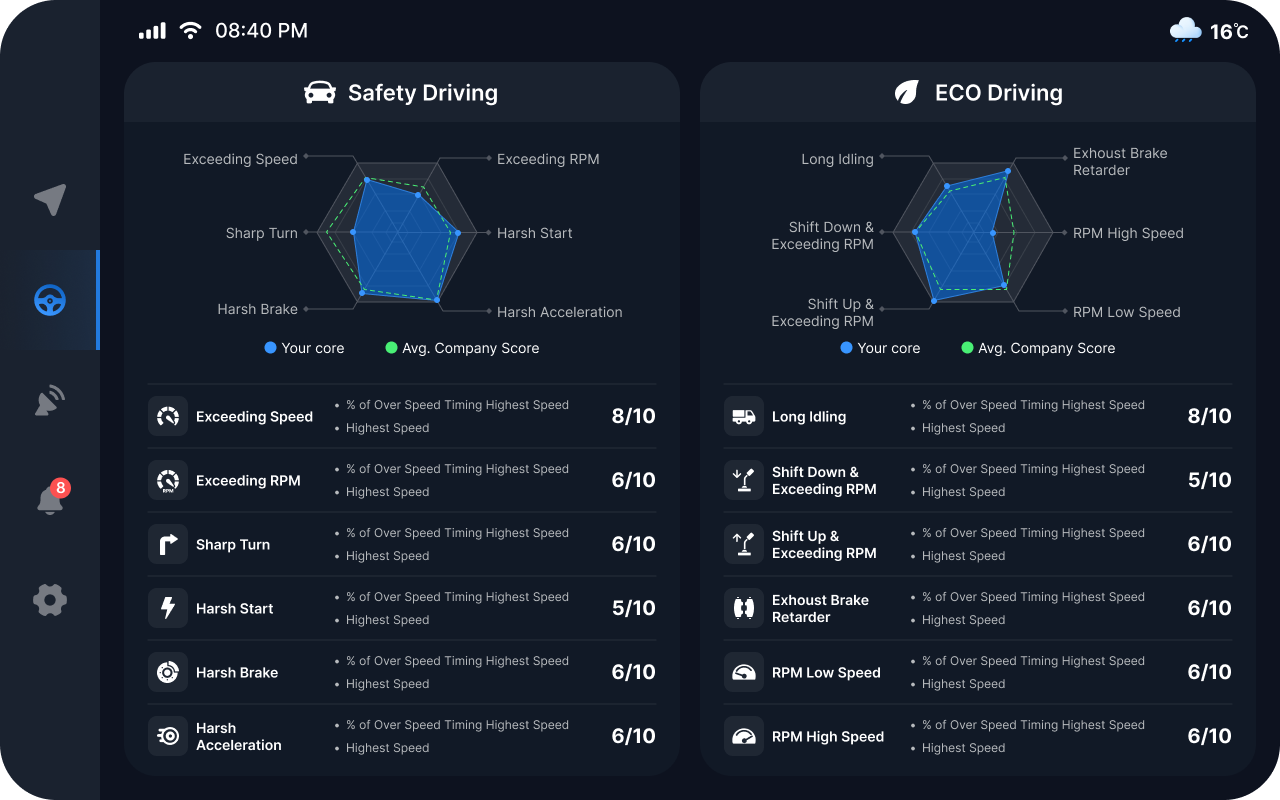 08:40 PM
16°C
8
Safety Driving
Exceeding Speed
Exceeding RPM
Sharp Turn
Harsh Start
Harsh Brake
Harsh Acceleration
Your core
Avg. Company Score
Exceeding Speed
• % of Over Speed Timing Highest Speed
• Highest Speed
8/10
RPM
Exceeding RPM
• % of Over Speed Timing Highest Speed
• Highest Speed
6/10
Sharp Turn
• % of Over Speed Timing Highest Speed
• Highest Speed
6/10
Harsh Start
• % of Over Speed Timing Highest Speed
• Highest Speed
5/10
Harsh Brake
• % of Over Speed Timing Highest Speed
• Highest Speed
6/10
Harsh
Acceleration
• % of Over Speed Timing Highest Speed
• Highest Speed
6/10
ECO Driving
Long Idling
Exhoust Brake
Retarder
Shift Down &
Exceeding RPM
RPM High Speed
Shift Up &
Exceeding RPM
RPM Low Speed
Your core
Avg. Company Score
Long Idling
• % of Over Speed Timing Highest Speed
• Highest Speed
8/10
Shift Down &
Exceeding RPM
• % of Over Speed Timing Highest Speed
• Highest Speed
5/10
Shift Up &
Exceeding RPM
• % of Over Speed Timing Highest Speed
• Highest Speed
6/10
Exhoust Brake
Retarder
• % of Over Speed Timing Highest Speed
• Highest Speed
6/10
RPM Low Speed
• % of Over Speed Timing Highest Speed
• Highest Speed
6/10
RPM High Speed
• % of Over Speed Timing Highest Speed
• Highest Speed
6/10